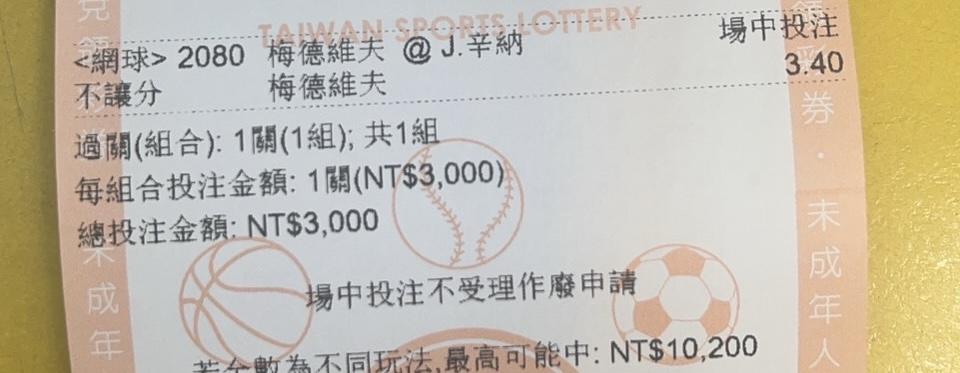 TAIWAN SPORTS LOTTERY
<網球> 2080 梅德維夫 @ J.辛納 場中投注
不讓分 梅德維夫 3.40
過關(組合): 1關(1組); 共1組
每組合投注金額: 1關(NT$3,000)
總投注金額: NT$3,000
場中投注不受理作廢申請
若全數為不同玩法,最高可能中: NT$10,200
券・未成年人
未成年